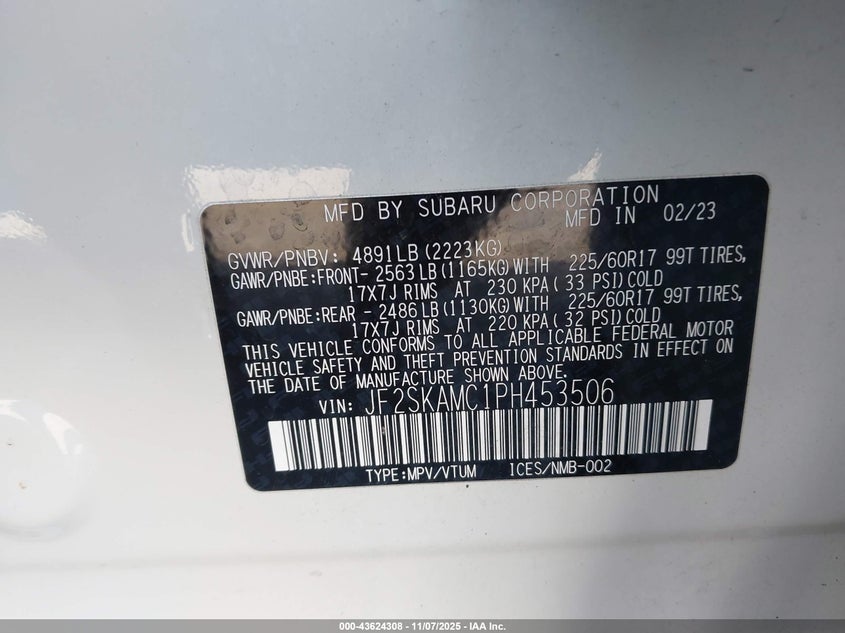 MFD BY SUBARU CORPORATION
MFD IN 02/23
GVWR/PNBV: 4891LB(2223KG)
GAWR/PNBE:FRONT- 2563LB(1165KG)WITH 225/60R17 99T TIRES,
17X7J RIMS AT 230 KPA(33 PSI)COLD
GAWR/PNBE:REAR - 2486LB(1130KG)WITH 225/60R17 99T TIRES,
17X7J RIMS AT 220 KPA(32 PSI)COLD
THIS VEHICLE CONFORMS TO ALL APPLICABLE FEDERAL MOTOR
VEHICLE SAFETY AND THEFT PREVENTION STANDARDS IN EFFECT ON
THE DATE OF MANUFACTURE SHOWN ABOVE.
VIN: JF2SKAMC1PH453506
TYPE:MPV/VTUM ICES/NMB-002
000-43624308 - 11/07/2025 - IAA Inc.